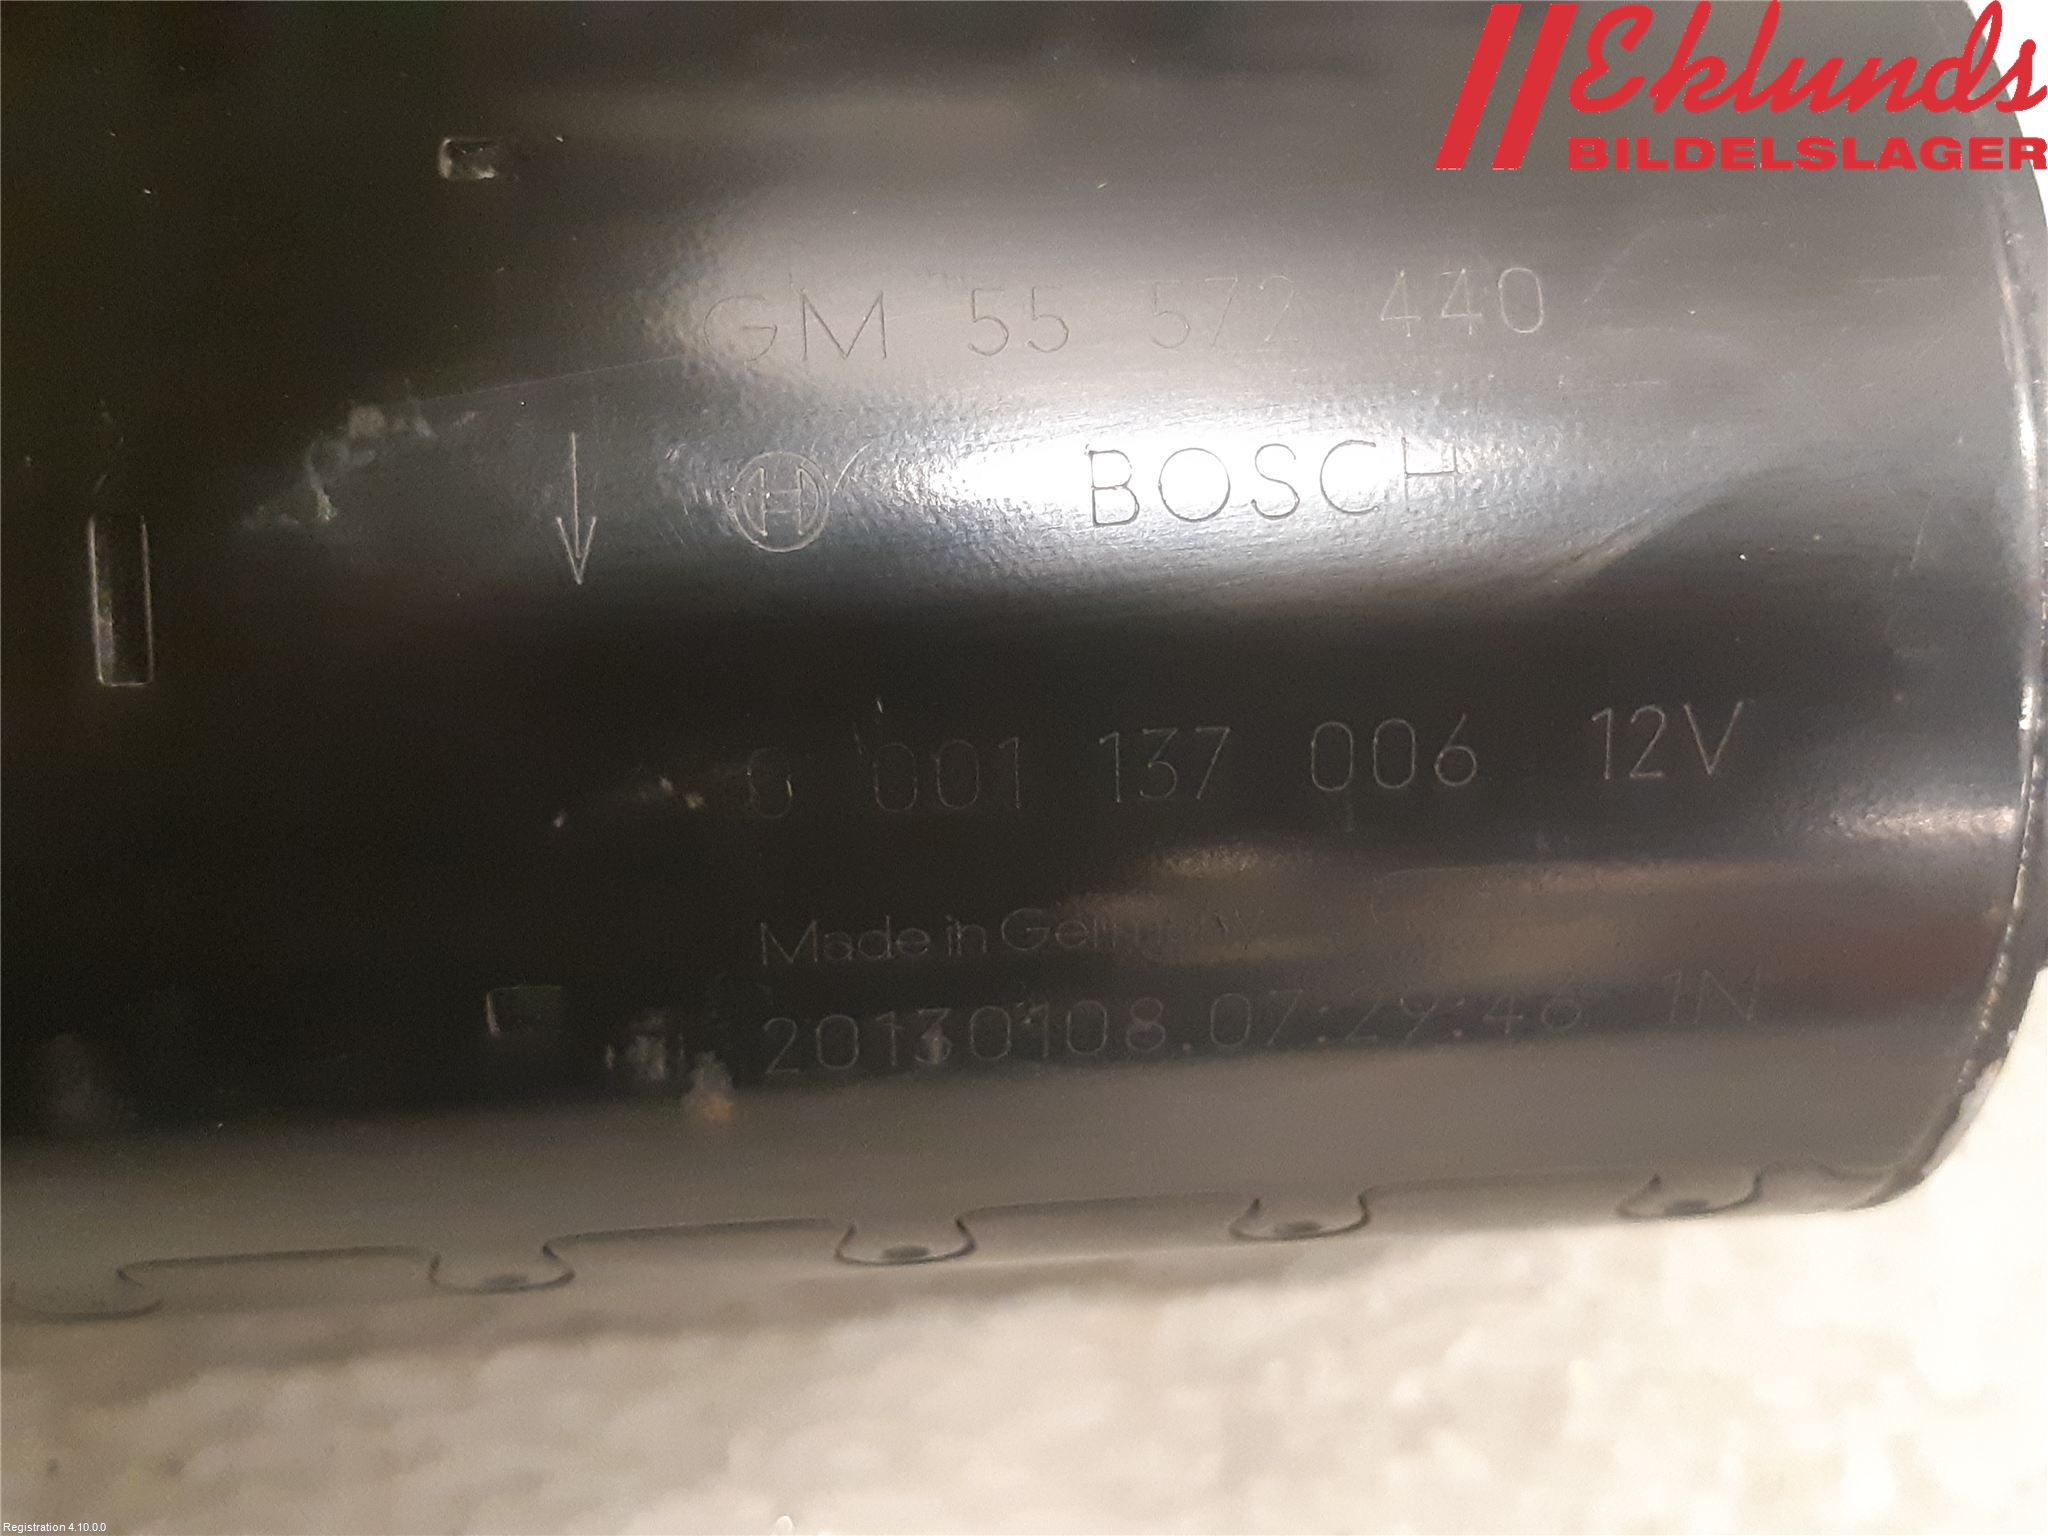 Eklunds
BILDELSLAGER
GM 55 572 440
BOSCH
0 001 137 006 12V
Made in Germany
20130108.07:29:46 1N
Registration 4.10.0.0